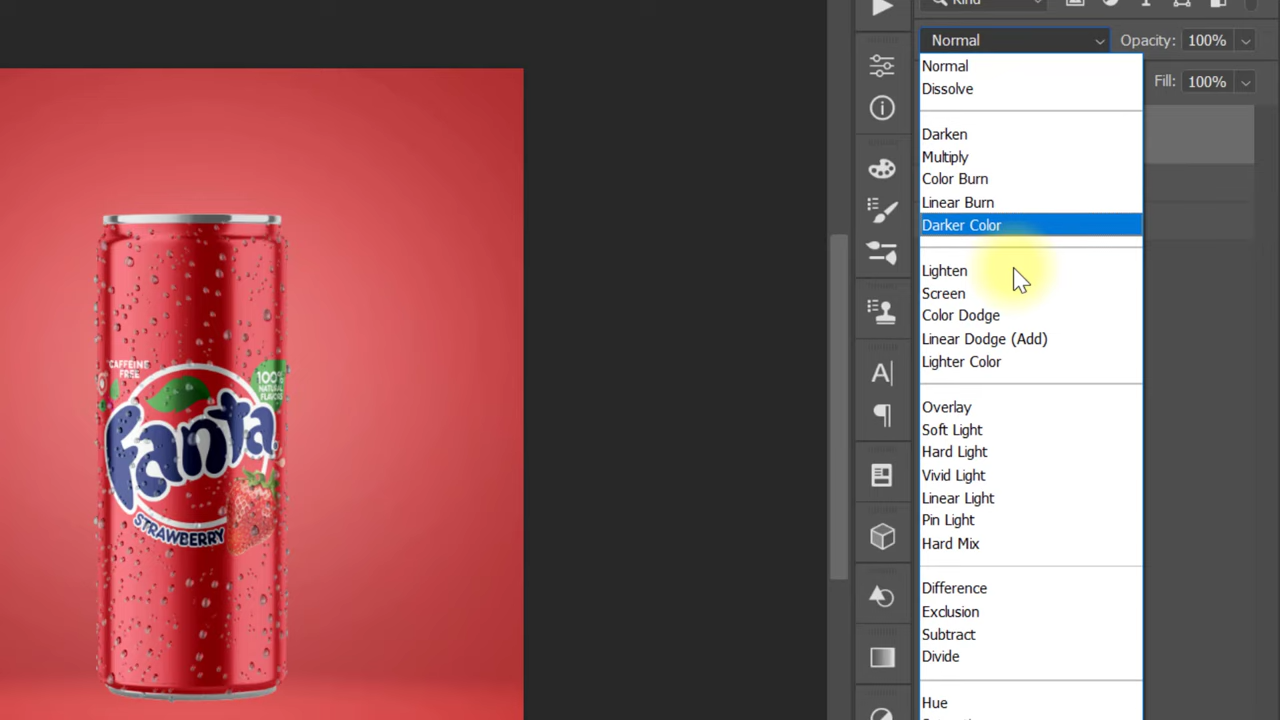 Kind
Normal
Opacity: 100%
Normal
Dissolve
Fill: 100%
Darken
Multiply
Color Burn
Linear Burn
Darker Color
Lighten
Screen
Color Dodge
Linear Dodge (Add)
Lighter Color
Overlay
Soft Light
Hard Light
Vivid Light
Linear Light
Pin Light
Hard Mix
Difference
Exclusion
Subtract
Divide
Hue
CAFFEINE
FREE
100%
NATURAL
FLAVORS
Fanta
STRAWBERRY